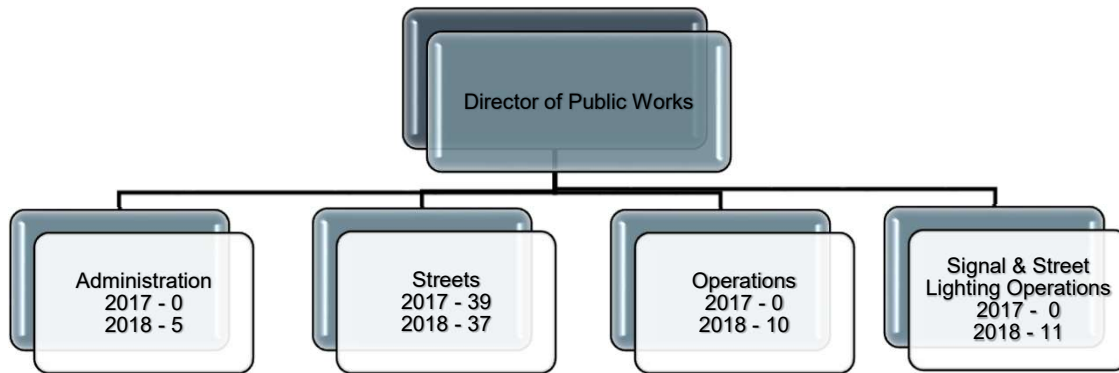 Director of Public Works
Administration
2017 - 0
2018 - 5
Streets
2017 - 39
2018 - 37
Operations
2017 - 0
2018 - 10
Signal & Street
Lighting Operations
2017 - 0
2018 - 11